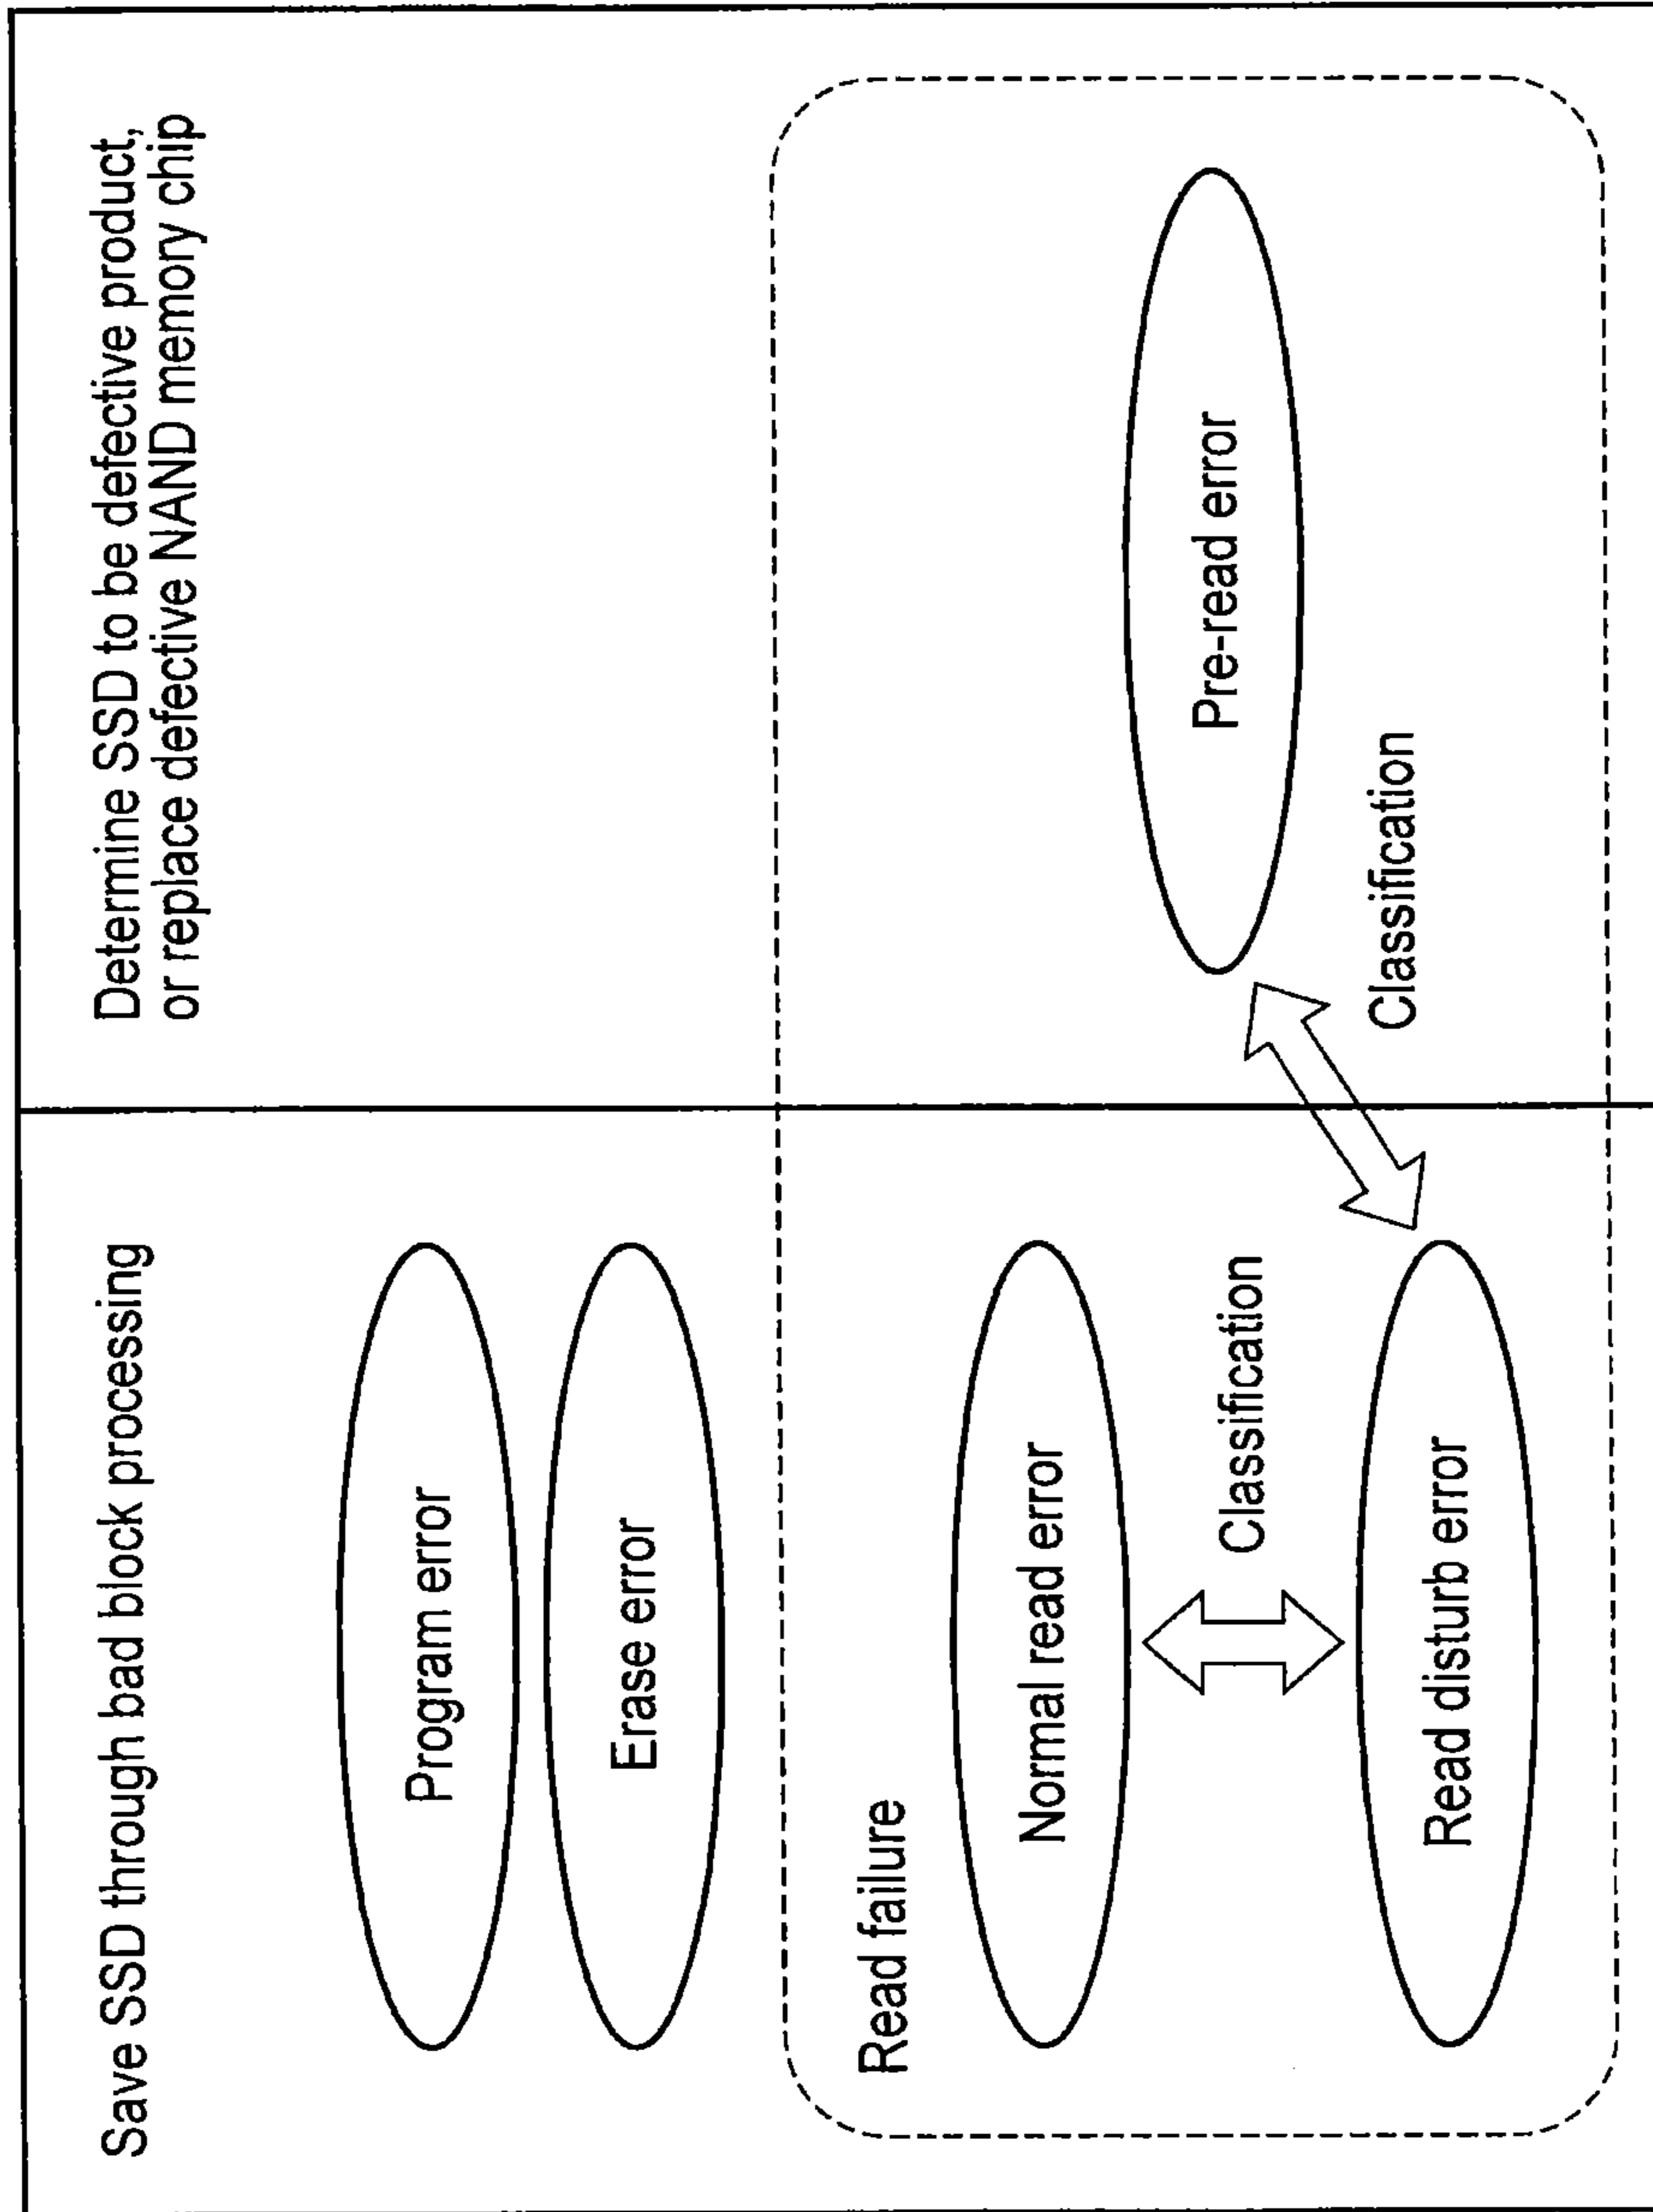 Save SSD through bad block processing
Determine SSD to be defective product,
or replace defective NAND memory chip
Program error
Erase error
Read failure
Normal read error
Classification
Read disturb error
Pre-read error
Classification